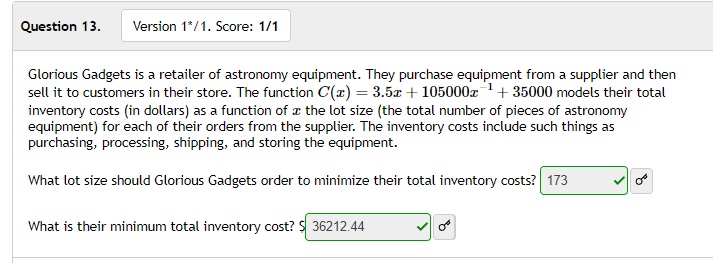 Question 13.
Version 1*/1. Score: 1/1
Glorious Gadgets is a retailer of astronomy equipment. They purchase equipment from a supplier and then
sell it to customers in their store. The function C(x) = 3.5x + 105000x⁻¹ + 35000 models their total
inventory costs (in dollars) as a function of x the lot size (the total number of pieces of astronomy
equipment) for each of their orders from the supplier. The inventory costs include such things as
purchasing, processing, shipping, and storing the equipment.
What lot size should Glorious Gadgets order to minimize their total inventory costs? 173
What is their minimum total inventory cost? $ 36212.44